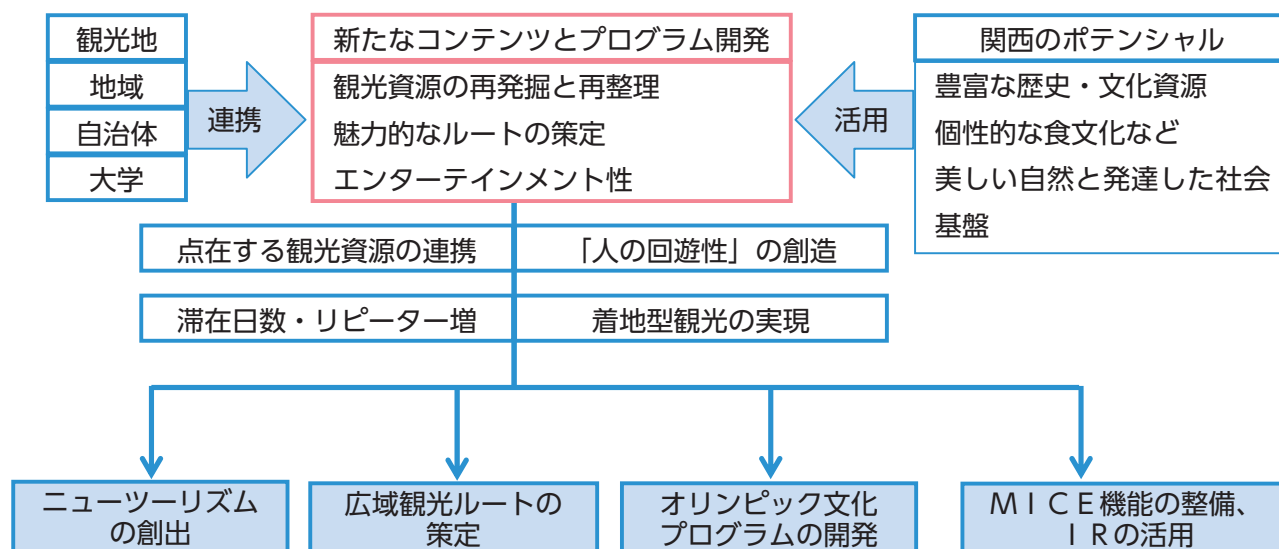 観光地
地域
自治体
大学
連携
新たなコンテンツとプログラム開発
観光資源の再発掘と再整理
魅力的なルートの策定
エンターテインメント性
活用
関西のポテンシャル
豊富な歴史・文化資源
個性的な食文化など
美しい自然と発達した社会
基盤
点在する観光資源の連携
「人の回遊性」の創造
滞在日数・リピーター増
着地型観光の実現
ニューツーリズム
の創出
広域観光ルートの
策定
オリンピック文化
プログラムの開発
ＭＩＣＥ機能の整備、
ＩＲの活用